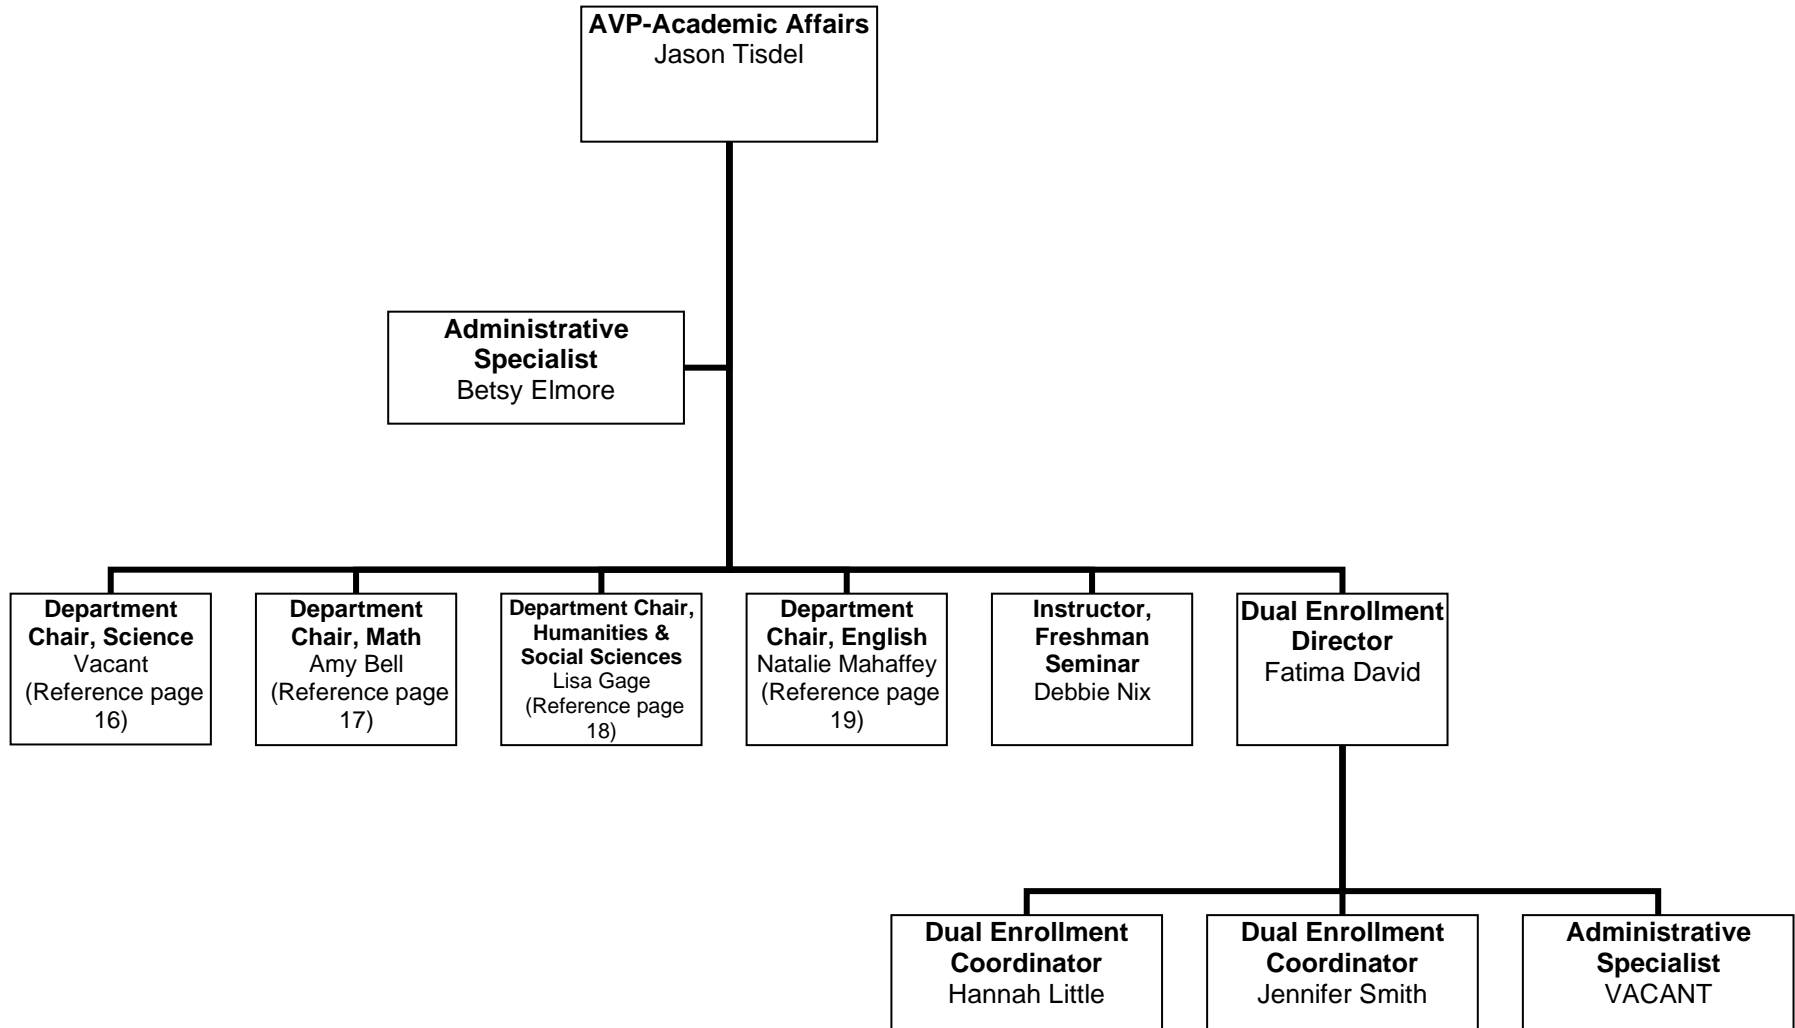 AVP-Academic Affairs
Jason Tisdel
Administrative
Specialist
Betsy Elmore
Department
Chair, Science
Vacant
(Reference page
16)
Department
Chair, Math
Amy Bell
(Reference page
17)
Department Chair,
Humanities &
Social Sciences
Lisa Gage
(Reference page
18)
Department
Chair, English
Natalie Mahaffey
(Reference page
19)
Instructor,
Freshman
Seminar
Debbie Nix
Dual Enrollment
Director
Fatima David
Dual Enrollment
Coordinator
Hannah Little
Dual Enrollment
Coordinator
Jennifer Smith
Administrative
Specialist
VACANT